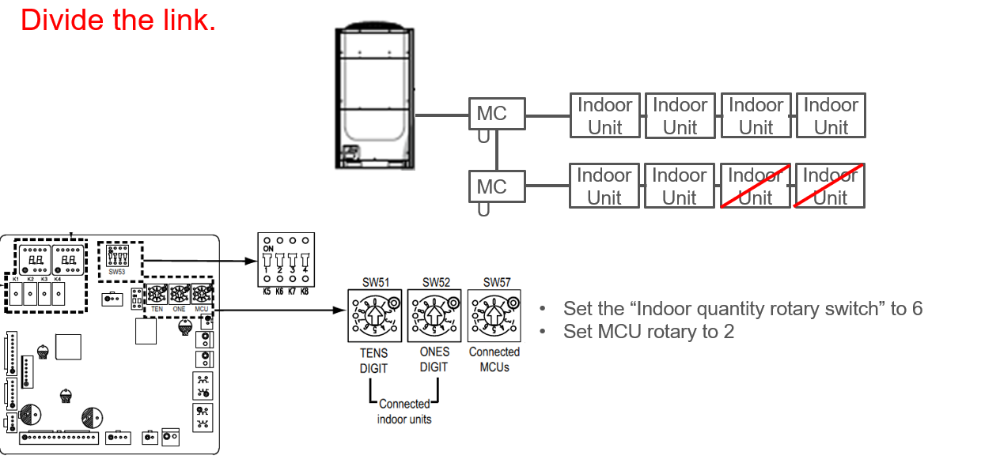 Divide the link.
MC
U
Indoor
Unit
Indoor
Unit
Indoor
Unit
Indoor
Unit
MC
U
Indoor
Unit
Indoor
Unit
Indoor
Unit
Indoor
Unit
K1 K2 K3 K4
SW53
TEN ONE MCU
ON
1 2 3 4
K5 K6 K7 K8
SW51 SW52 SW57
TENS
DIGIT
ONES
DIGIT
Connected
MCUs
Connected
indoor units
• Set the “Indoor quantity rotary switch” to 6
• Set MCU rotary to 2